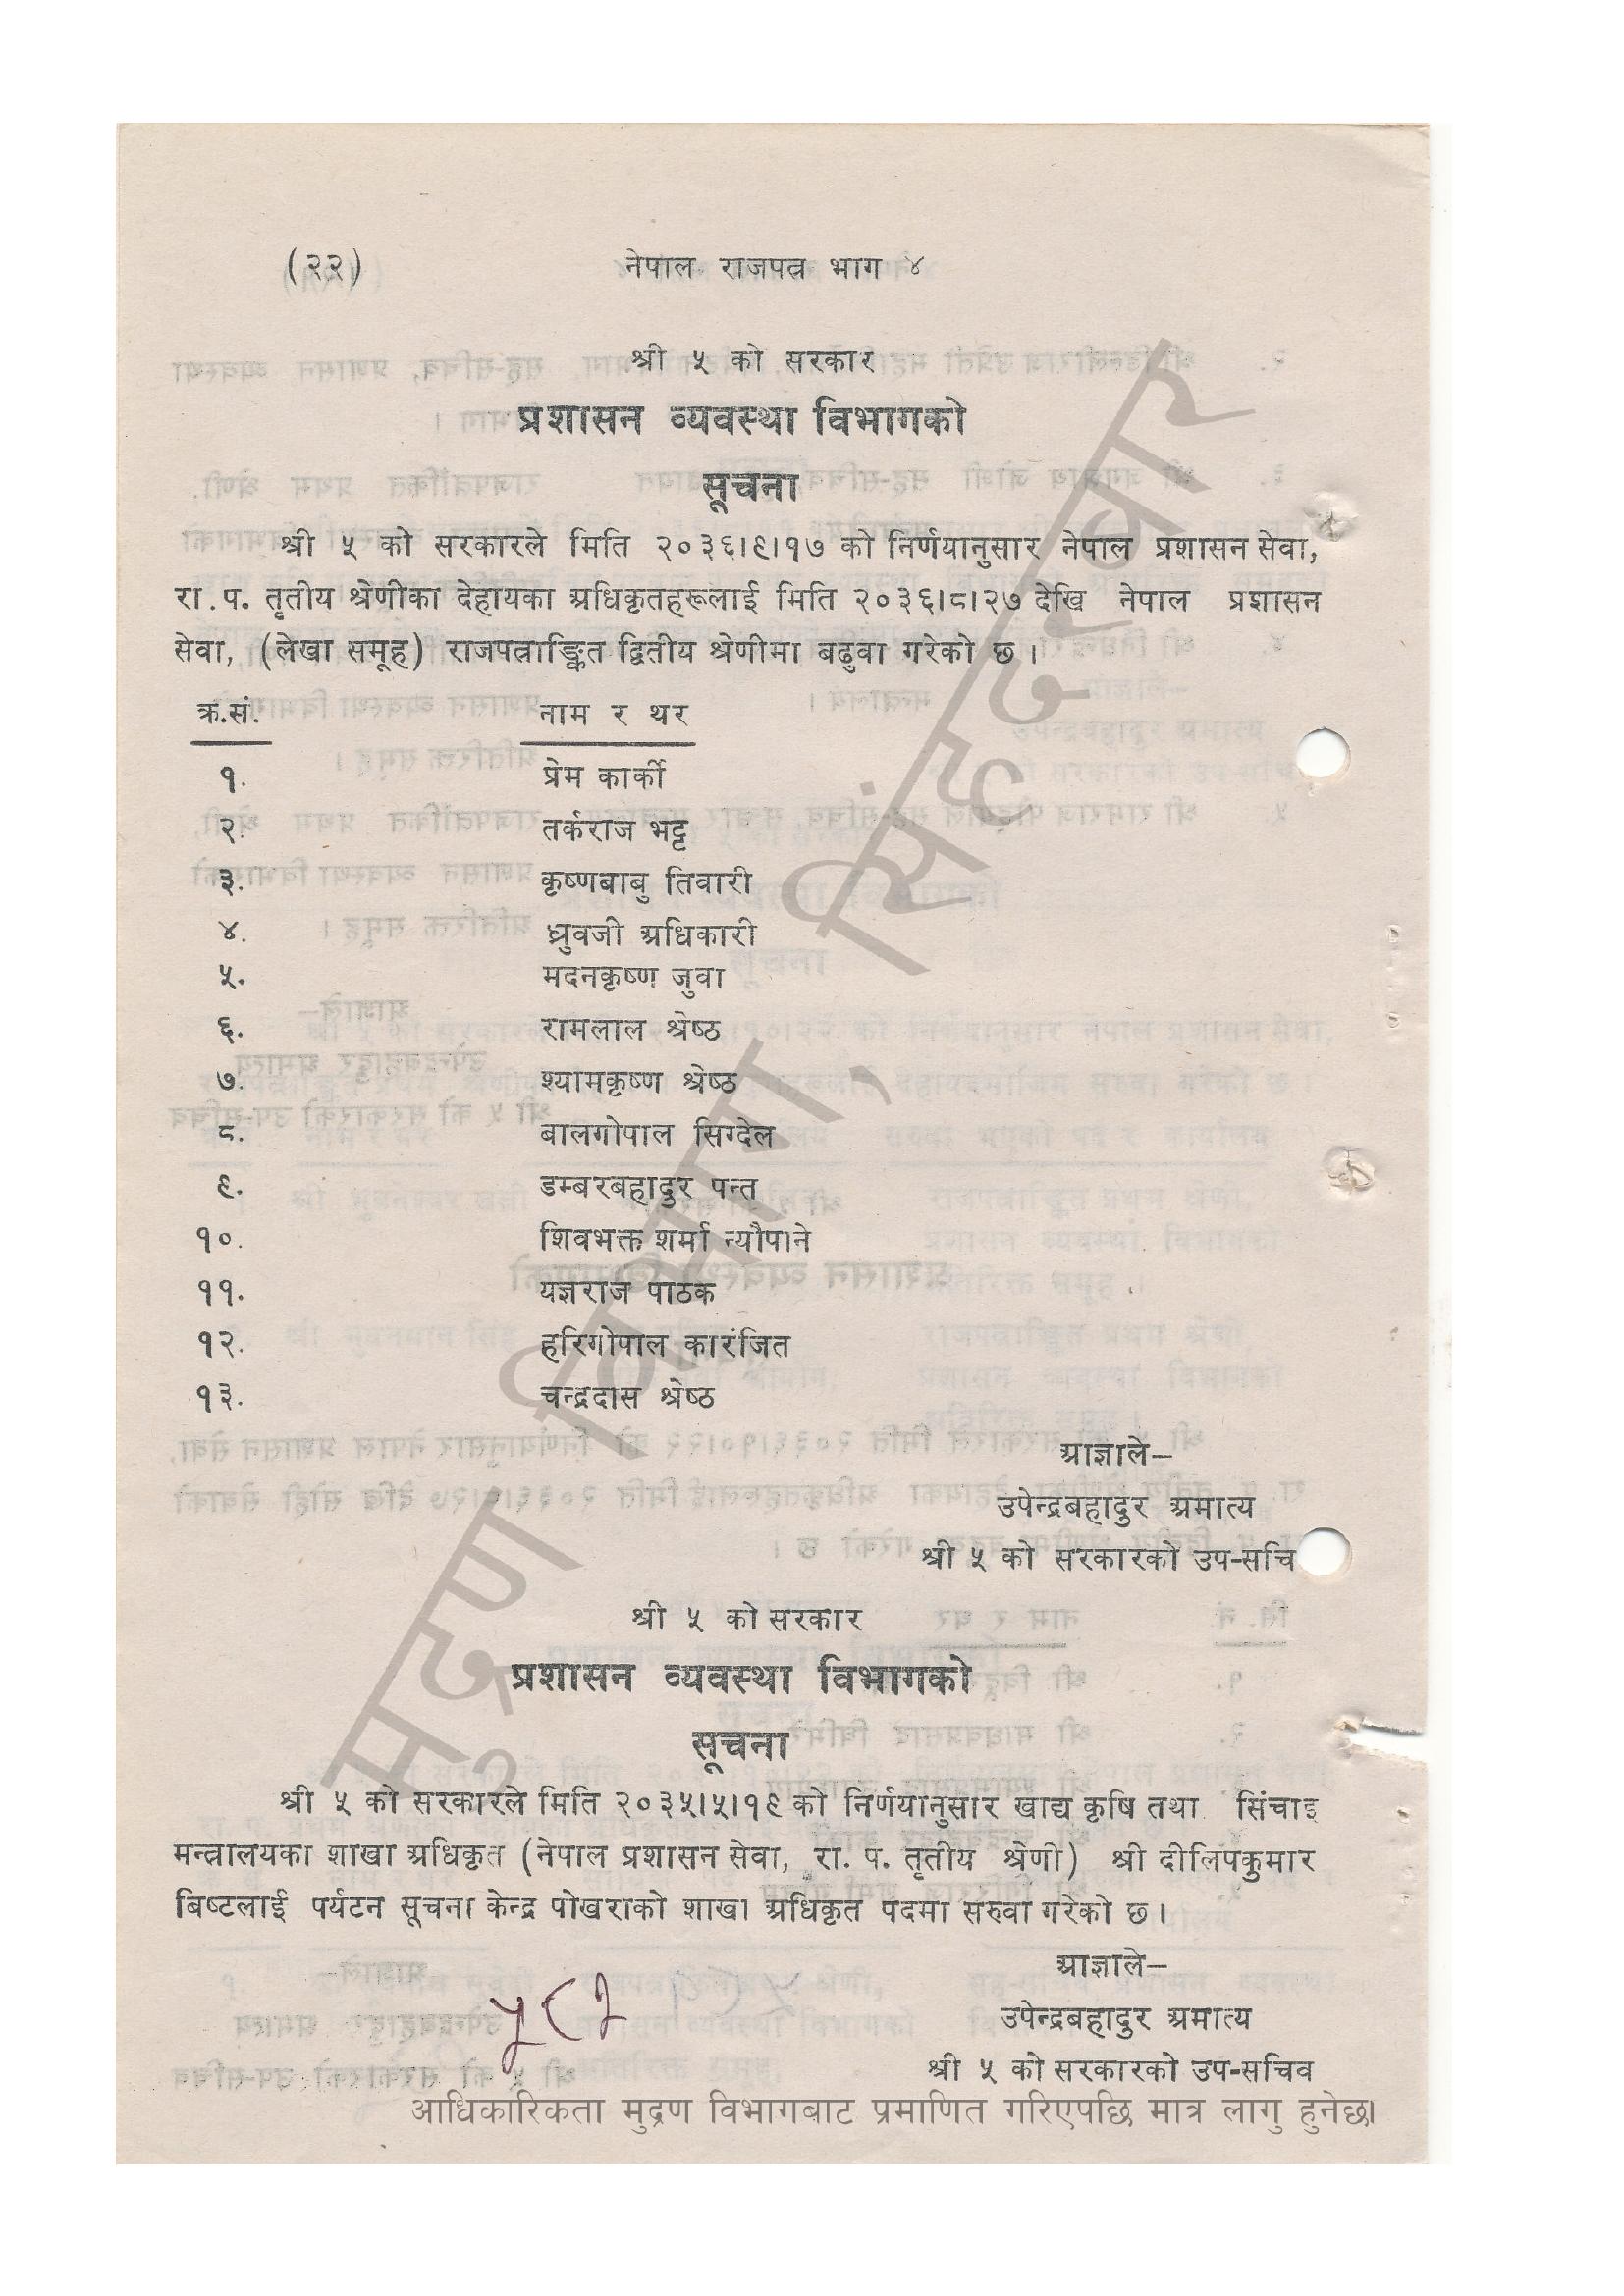 (२२)
नेपाल राजपत्र भाग ४
श्री ५ को सरकार
प्रशासन व्यवस्था विभागको
सूचना
श्री ५ को सरकारले मिति २०३६।९।१७ को निर्णयानुसार नेपाल प्रशासन सेवा,
रा.प. तृतीय श्रेणीका देहायका अधिकृतहरूलाई मिति २०३६।८।२७ देखि नेपाल प्रशासन
सेवा, (लेखा समूह) राजपत्राङ्कित द्वितीय श्रेणीमा बढुवा गरेको छ ।
क्र.सं. नाम र थर
१. प्रेम कार्की
२. तर्कराज भट्ट
३. कृष्णबाबु तिवारी
४. ध्रुवजी अधिकारी
५. मदनकृष्ण जुवा
६. रामलाल श्रेष्ठ
७. श्यामकृष्ण श्रेष्ठ
८. बालगोपाल सिग्देल
९. डम्बरबहादुर पन्त
१०. शिवभक्त शर्मा न्यौपाने
११. यज्ञराज पाठक
१२. हरिगोपाल कारंजित
१३. चन्द्रदास श्रेष्ठ
आज्ञाले–
उपेन्द्रबहादुर अमात्य
श्री ५ को सरकारको उप-सचि
श्री ५ को सरकार
प्रशासन व्यवस्था विभागको
सूचना
श्री ५ को सरकारले मिति २०३५।५।१९ को निर्णयानुसार खाद्य कृषि तथा सिंचाइ
मन्त्रालयका शाखा अधिकृत (नेपाल प्रशासन सेवा, रा. प. तृतीय श्रेणी) श्री दीलिपकुमार
बिष्टलाई पर्यटन सूचना केन्द्र पोखराको शाखा अधिकृत पदमा सरुवा गरेको छ ।
आज्ञाले–
उपेन्द्रबहादुर अमात्य
श्री ५ को सरकारको उप-सचिव
आधिकारिकता मुद्रण विभागबाट प्रमाणित गरिएपछि मात्र लागु हुनेछ।
मुद्रण विभाग, सिंहदरबार